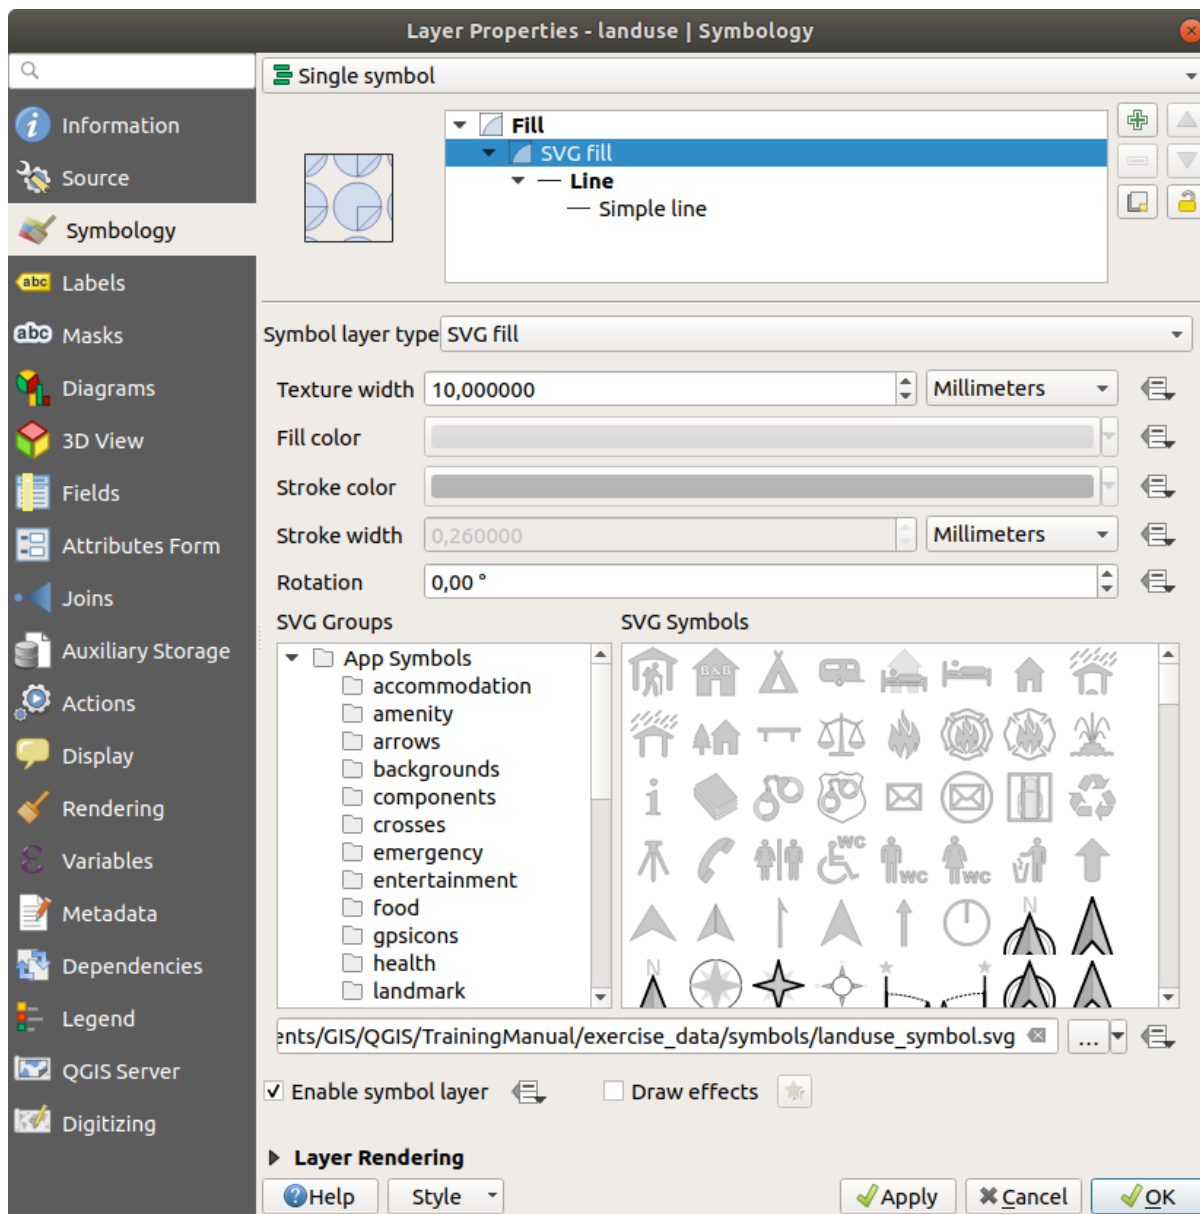 Layer Properties - landuse | Symbology
Single symbol
Information
Source
Symbology
Labels
Masks
Diagrams
3D View
Fields
Attributes Form
Joins
Auxiliary Storage
Actions
Display
Rendering
Variables
Metadata
Dependencies
Legend
QGIS Server
Digitizing
Fill
SVG fill
Line
Simple line
Symbol layer type SVG fill
Texture width 10,000000 Millimeters
Fill color
Stroke color
Stroke width 0,260000 Millimeters
Rotation 0,00 °
SVG Groups
App Symbols
accommodation
amenity
arrows
backgrounds
components
crosses
emergency
entertainment
food
gpsicons
health
landmark
SVG Symbols
B&B
WC
wc
wc
N
N
ents/GIS/QGIS/TrainingManual/exercise_data/symbols/landuse_symbol.svg ...
Enable symbol layer Draw effects
Layer Rendering
Help Style Apply Cancel OK